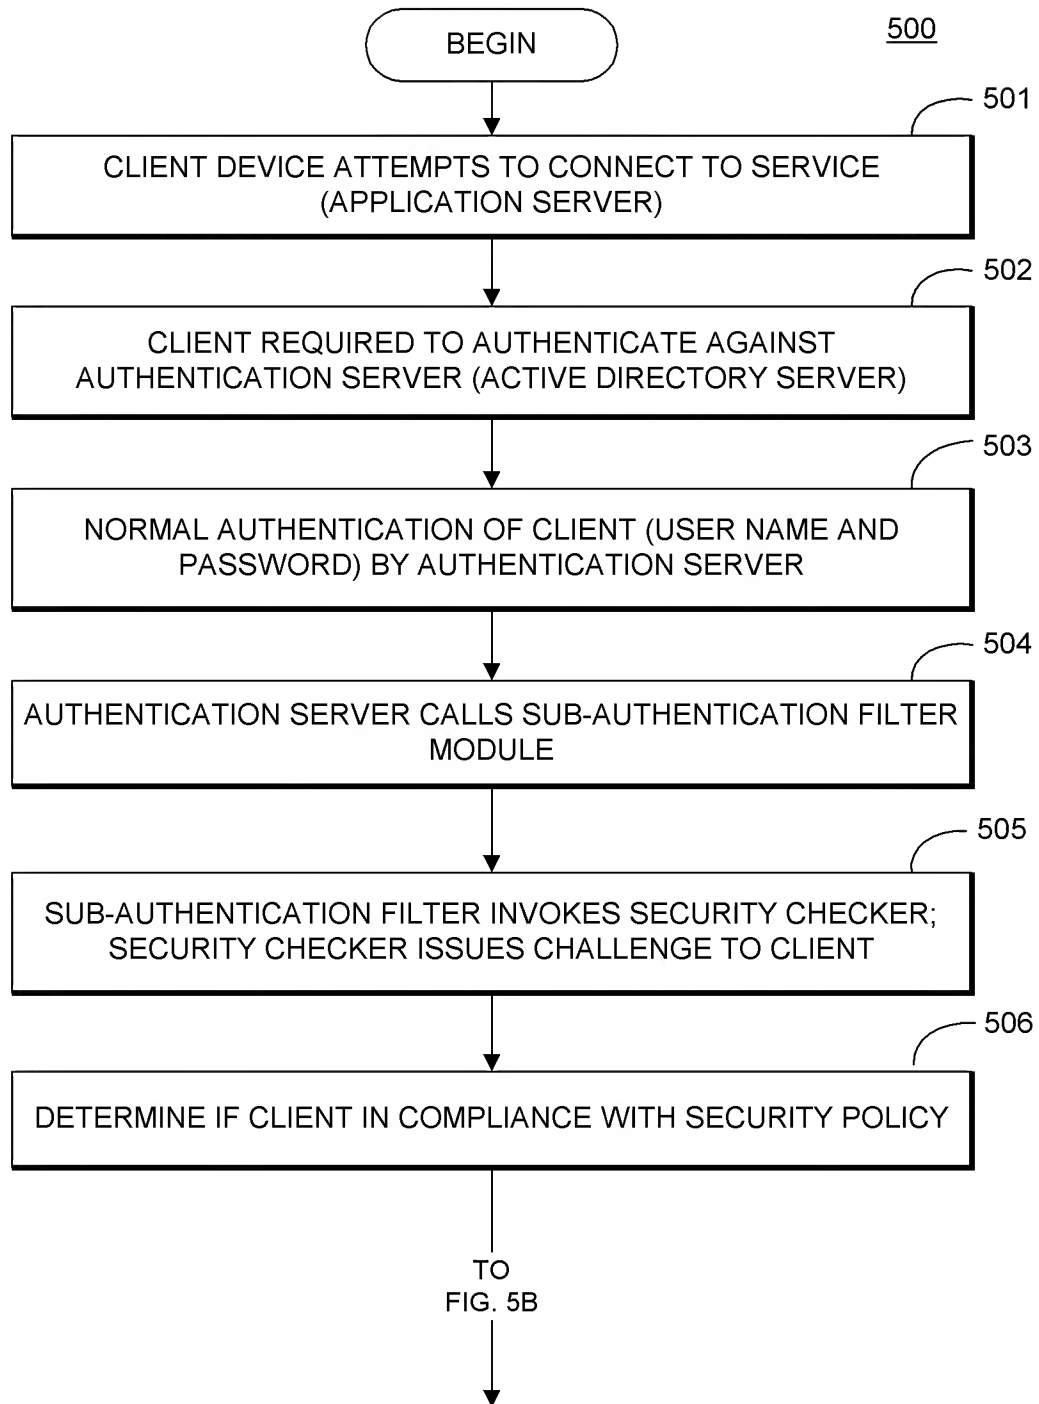 BEGIN
500
501
CLIENT DEVICE ATTEMPTS TO CONNECT TO SERVICE
(APPLICATION SERVER)
502
CLIENT REQUIRED TO AUTHENTICATE AGAINST
AUTHENTICATION SERVER (ACTIVE DIRECTORY SERVER)
503
NORMAL AUTHENTICATION OF CLIENT (USER NAME AND
PASSWORD) BY AUTHENTICATION SERVER
504
AUTHENTICATION SERVER CALLS SUB-AUTHENTICATION FILTER
MODULE
505
SUB-AUTHENTICATION FILTER INVOKES SECURITY CHECKER;
SECURITY CHECKER ISSUES CHALLENGE TO CLIENT
506
DETERMINE IF CLIENT IN COMPLIANCE WITH SECURITY POLICY
TO
FIG. 5B